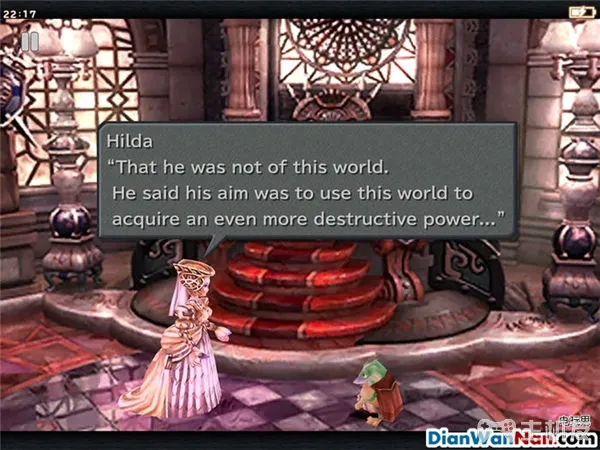 22:17
Hilda
“That he was not of this world.
He said his aim was to use this world to
acquire an even more destructive power...”
DianWanNan.com